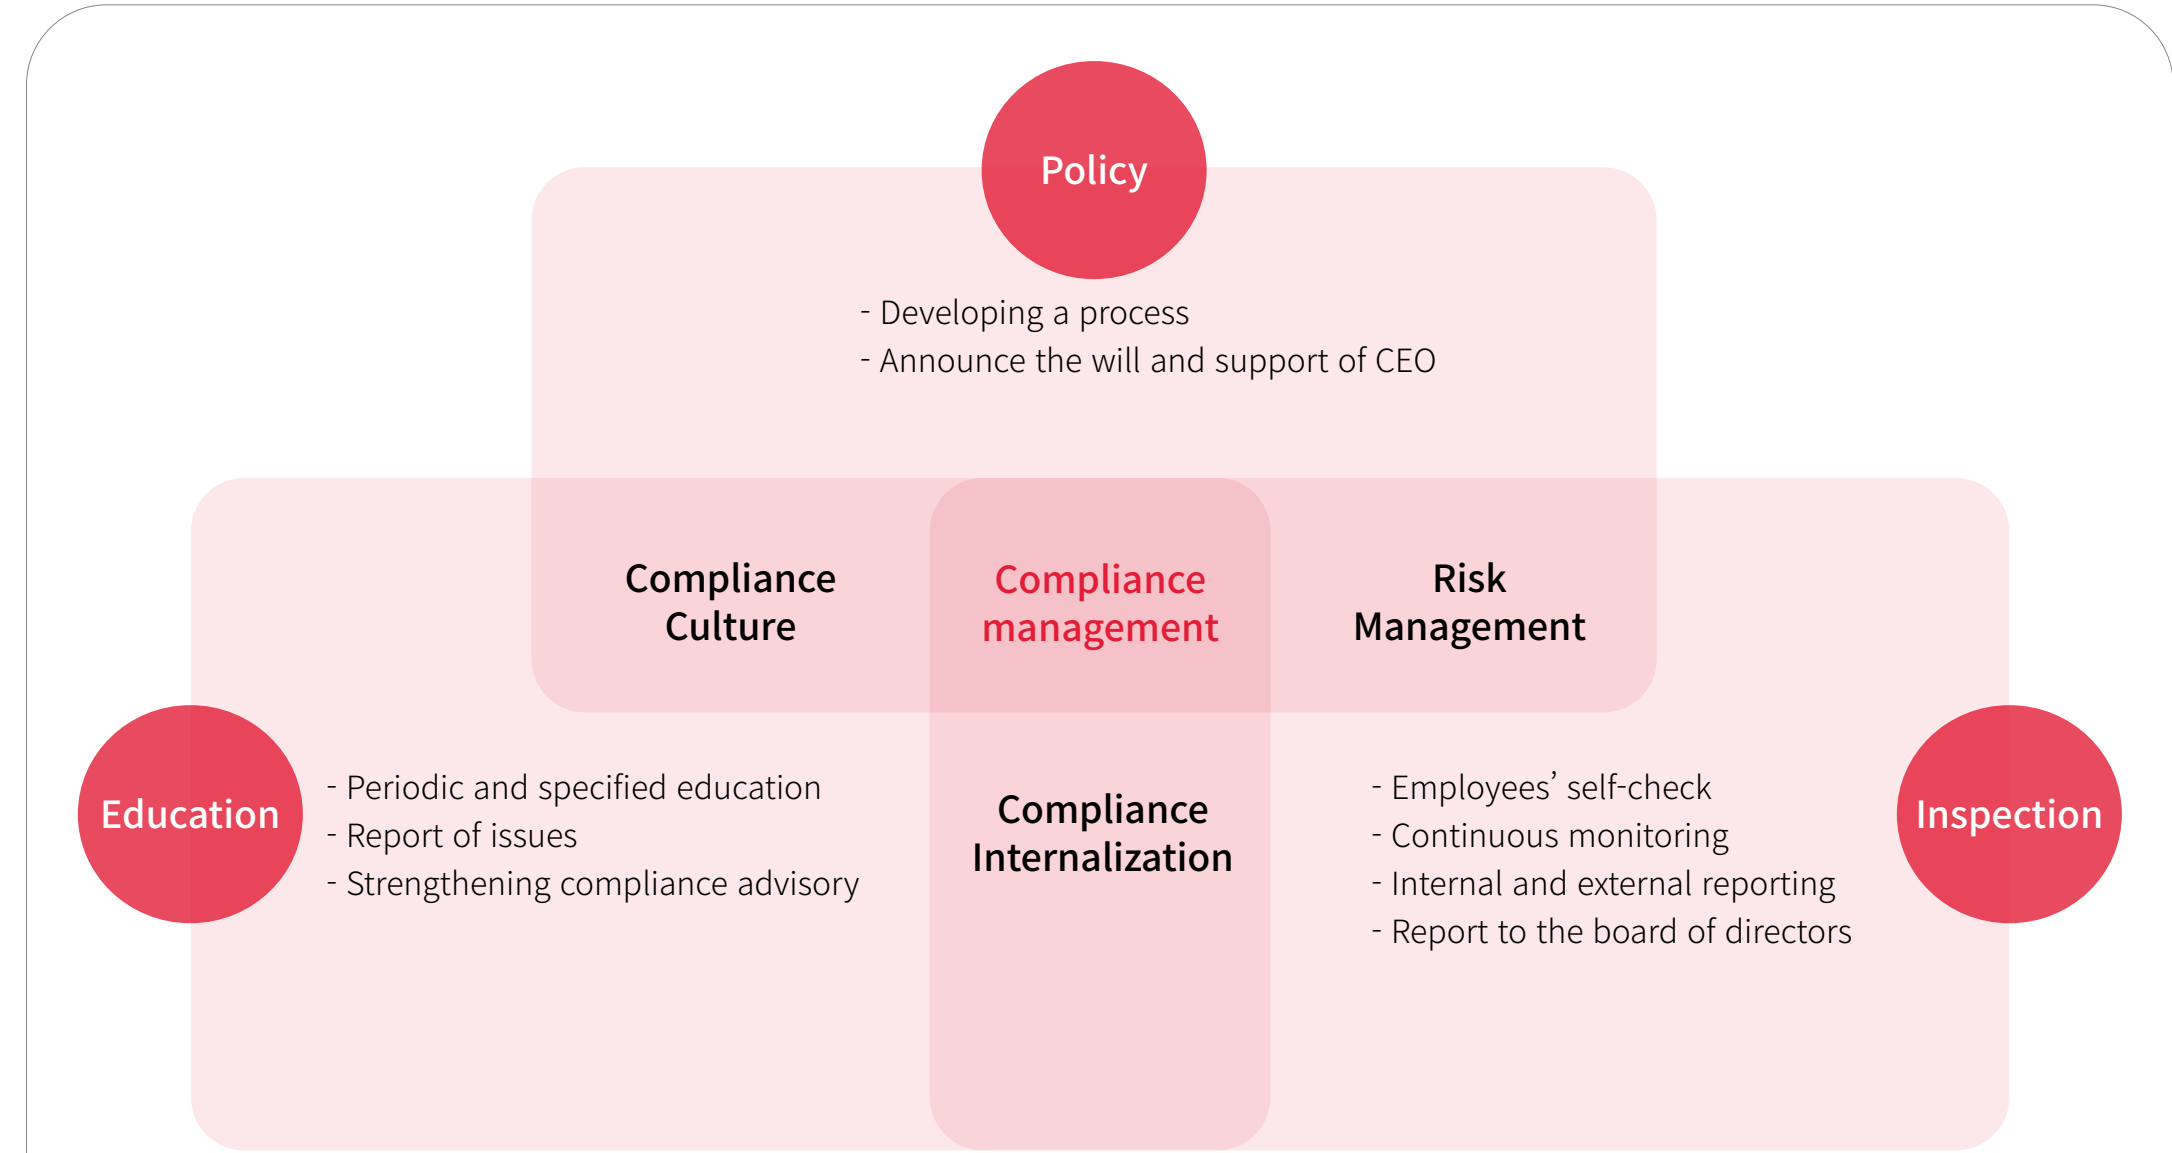 Policy
- Developing a process
- Announce the will and support of CEO
Compliance
Culture
Compliance
management
Risk
Management
Education
- Periodic and specified education
- Report of issues
- Strengthening compliance advisory
Compliance
Internalization
- Employees’ self-check
- Continuous monitoring
- Internal and external reporting
- Report to the board of directors
Inspection